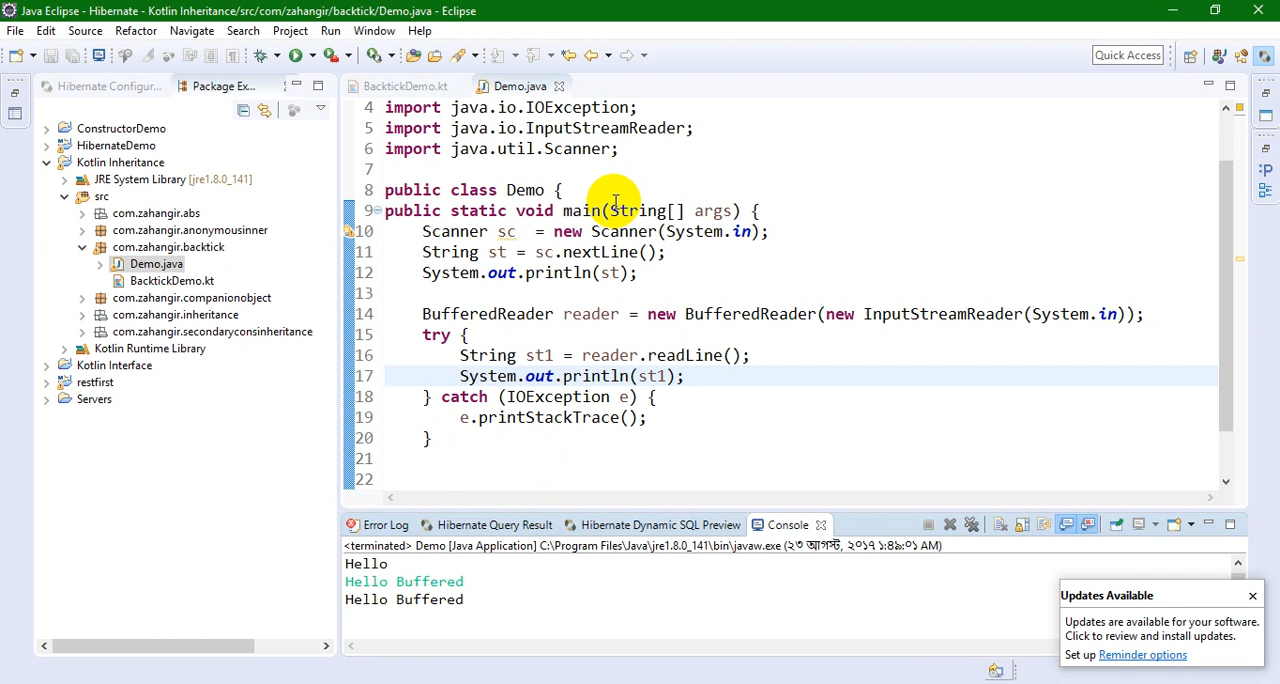 Java Eclipse - Hibernate - Kotlin Inheritance/src/com/zahangir/backtick/Demo.java - Eclipse
File Edit Source Refactor Navigate Search Project Run Window Help
Quick Access
Hibernate Configur... Package Ex...
BacktickDemo.kt Demo.java
ConstructorDemo
HibernateDemo
Kotlin Inheritance
JRE System Library [jre1.8.0_141]
src
com.zahangir.abs
com.zahangir.anonymousinner
com.zahangir.backtick
Demo.java
BacktickDemo.kt
com.zahangir.companionobject
com.zahangir.inheritance
com.zahangir.secondaryconsinheritance
Kotlin Runtime Library
Kotlin Interface
restfirst
Servers
4 import java.io.IOException;
5 import java.io.InputStreamReader;
6 import java.util.Scanner;
7
8 public class Demo {
9 public static void main(String[] args) {
10 Scanner sc = new Scanner(System.in);
11 String st = sc.nextLine();
12 System.out.println(st);
13
14 BufferedReader reader = new BufferedReader(new InputStreamReader(System.in));
15 try {
16 String st1 = reader.readLine();
17 System.out.println(st1);
18 } catch (IOException e) {
19 e.printStackTrace();
20 }
21
22
Error Log Hibernate Query Result Hibernate Dynamic SQL Preview Console
<terminated> Demo [Java Application] C:\Program Files\Java\jre1.8.0_141\bin\javaw.exe (২৩ আগস্ট, ২০১৭ ১:৪৯:০১ AM)
Hello
Hello Buffered
Hello Buffered
Updates Available
Updates are available for your software.
Click to review and install updates.
Set up Reminder options